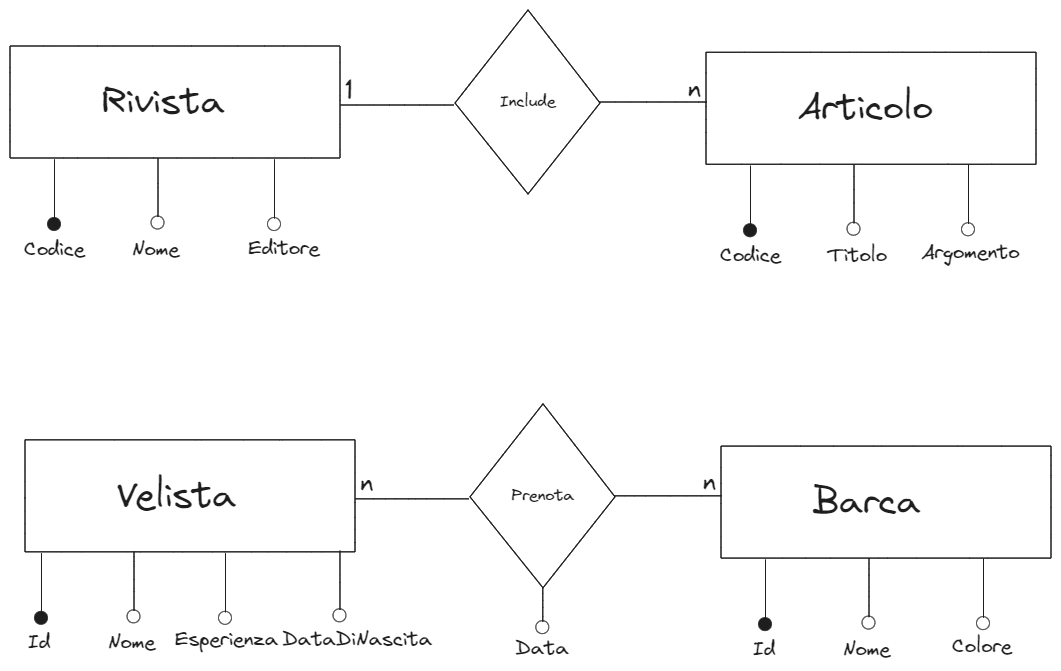 Rivista
1
Include
n
Articolo
Codice
Nome
Editore
Codice
Titolo
Argomento
Velista
n
Prenota
n
Barca
Id
Nome
Esperienza
DataDiNascita
Data
Id
Nome
Colore